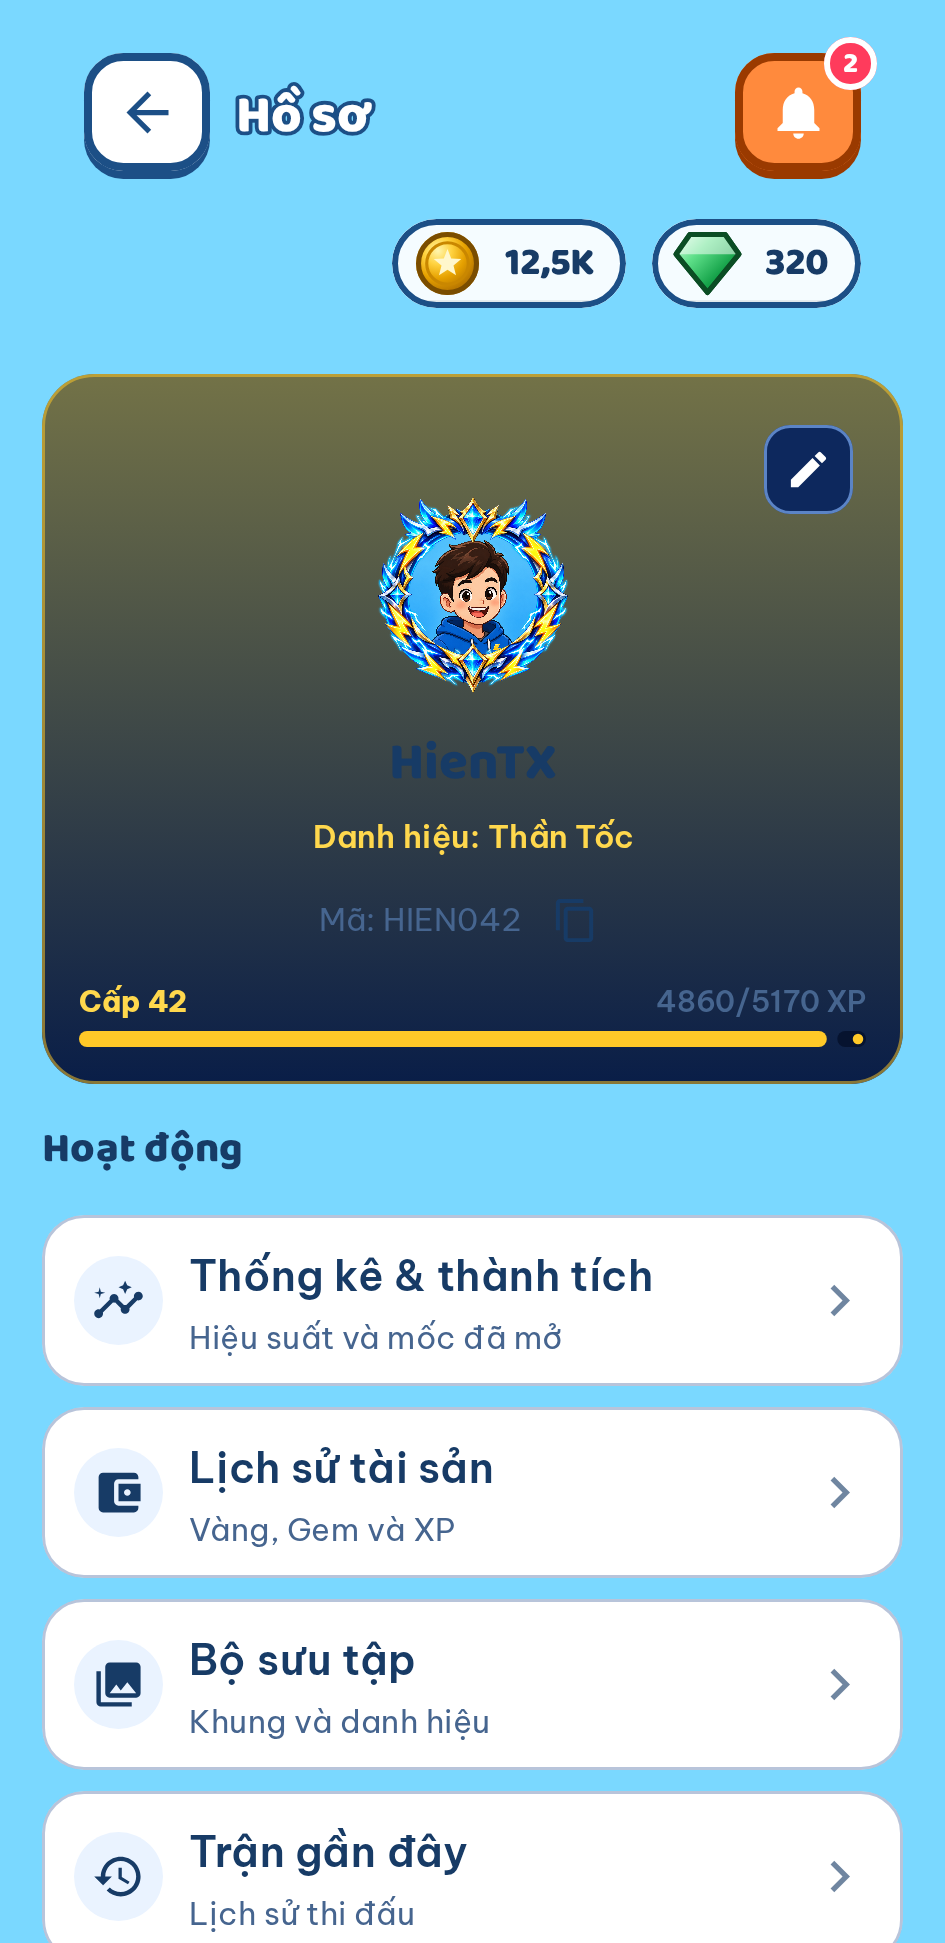 Hồ sơ
2
12,5K
320
HienTX
Danh hiệu: Thần Tốc
Mã: HIEN042
Cấp 42
4860/5170 XP
Hoạt động
Thống kê & thành tích
Hiệu suất và mốc đã mở
Lịch sử tài sản
Vàng, Gem và XP
Bộ sưu tập
Khung và danh hiệu
Trận gần đây
Lịch sử thi đấu